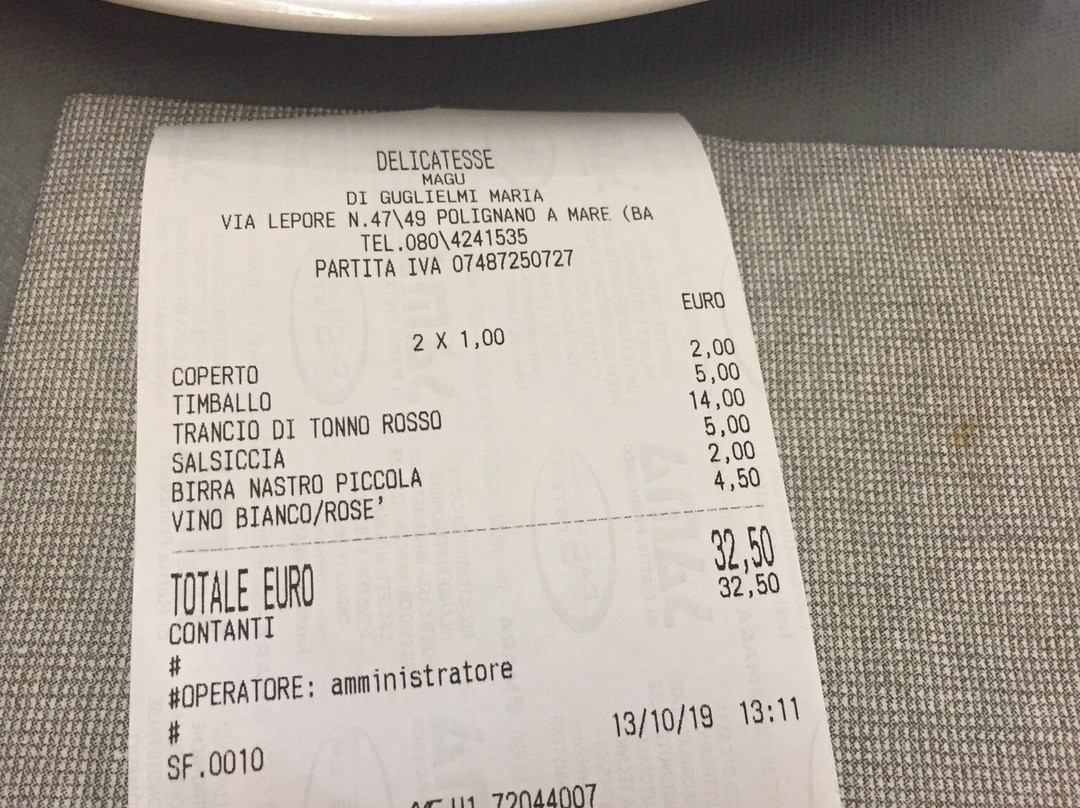 DELICATESSE
MAGU
DI GUGLIELMI MARIA
VIA LEPORE N.47\49 POLIGNANO A MARE (BA
TEL.080\4241535
PARTITA IVA 07487250727
EURO
2 X 1,00
COPERTO 2,00
TIMBALLO 5,00
TRANCIO DI TONNO ROSSO 14,00
SALSICCIA 5,00
BIRRA NASTRO PICCOLA 2,00
VINO BIANCO/ROSE' 4,50
TOTALE EURO 32,50
CONTANTI 32,50
#
#OPERATORE: amministratore
#
13/10/19 13:11
SF.0010
72044007